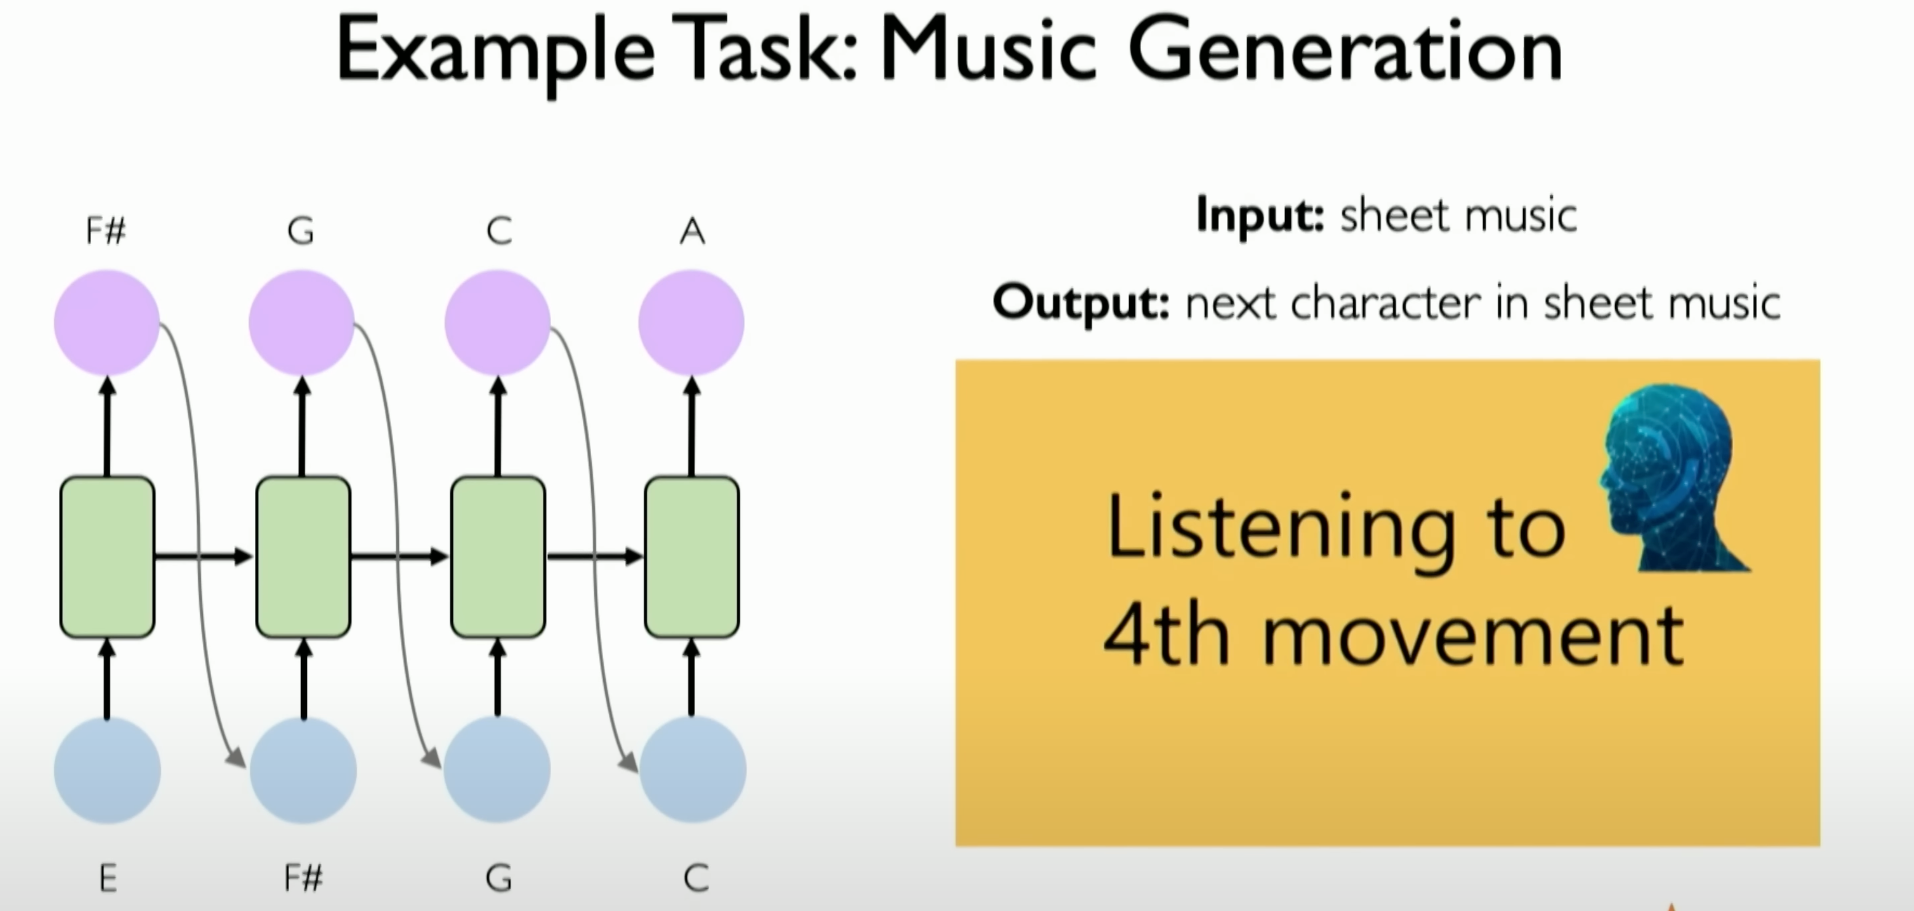 Example Task: Music Generation
F# G C A
E F# G C
Input: sheet music
Output: next character in sheet music
Listening to
4th movement